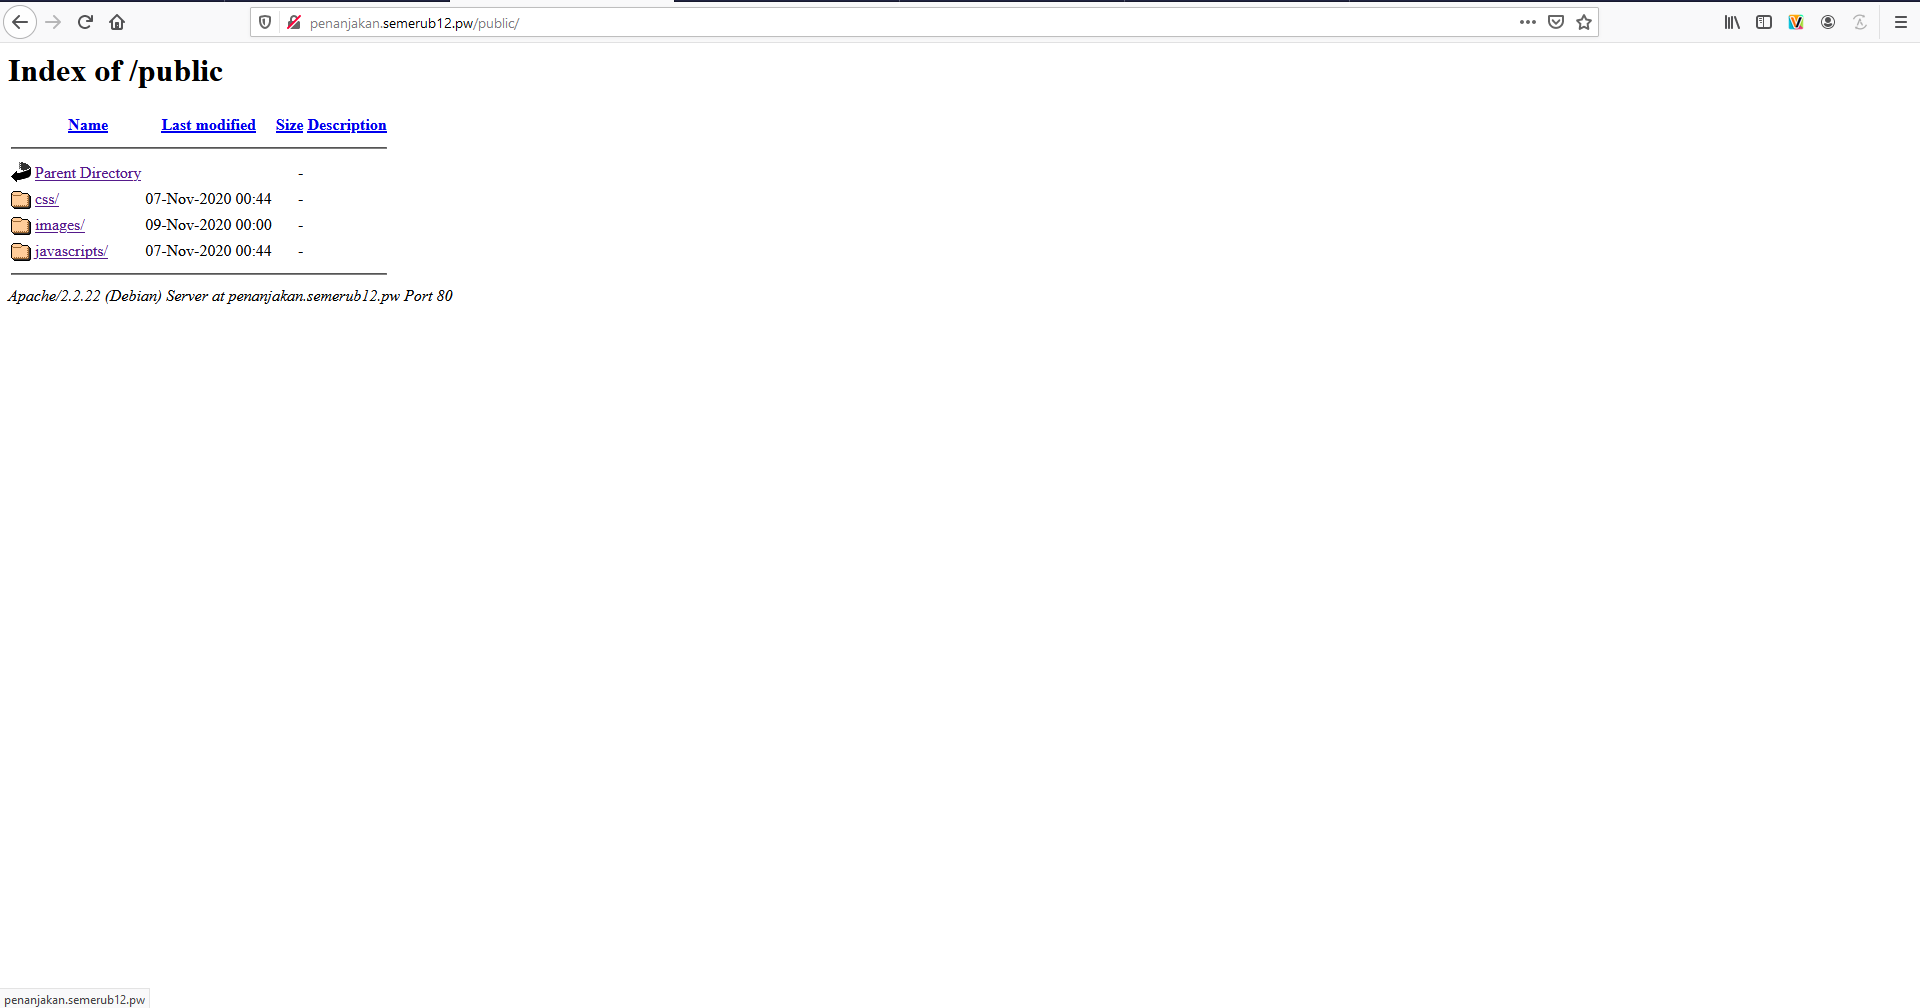 penanjakan.semerub12.pw/public/
Index of /public
Name Last modified Size Description
Parent Directory -
css/ 07-Nov-2020 00:44 -
images/ 09-Nov-2020 00:00 -
javascripts/ 07-Nov-2020 00:44 -
Apache/2.2.22 (Debian) Server at penanjakan.semerub12.pw Port 80
penanjakan.semerub12.pw